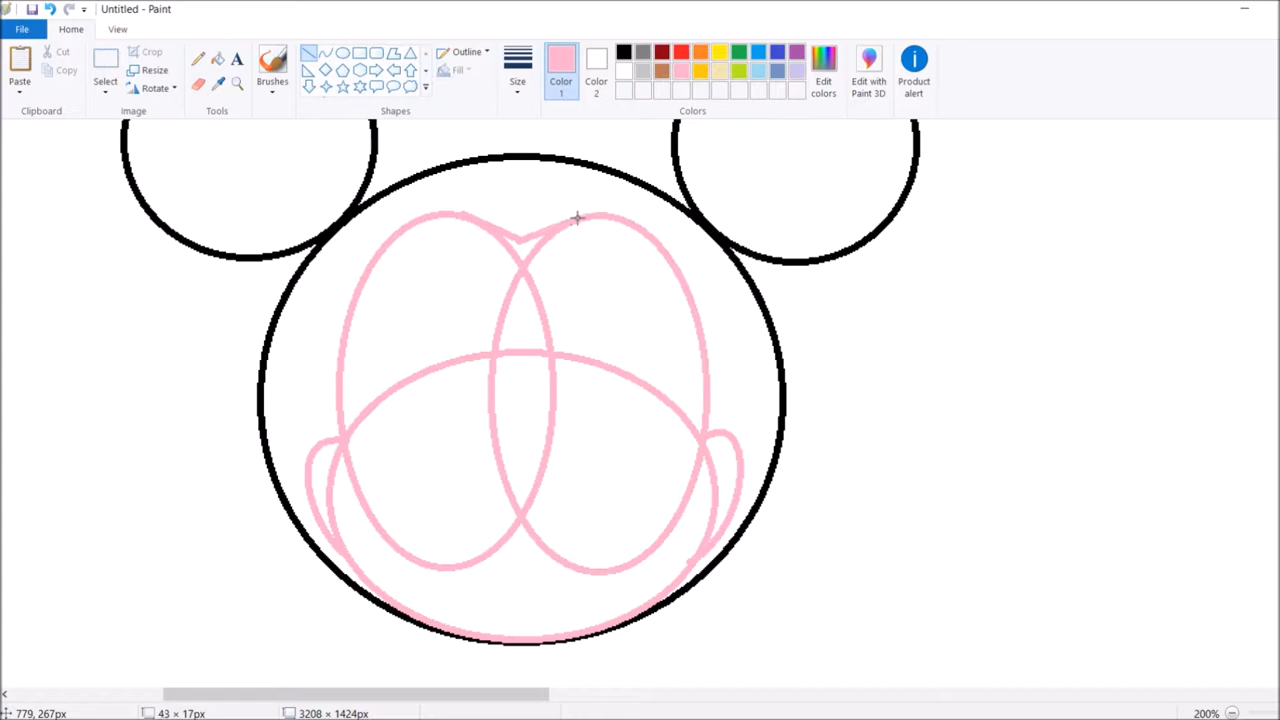 Untitled - Paint
File Home View
Paste
Cut
Copy
Clipboard
Select
Crop
Resize
Rotate
Image
A
Tools
Brushes
Outline
Fill
Shapes
Size
Color
1
Color
2
Edit
colors
Colors
Edit with
Paint 3D
Product
alert
779, 267px
43 × 17px
3208 × 1424px
200%